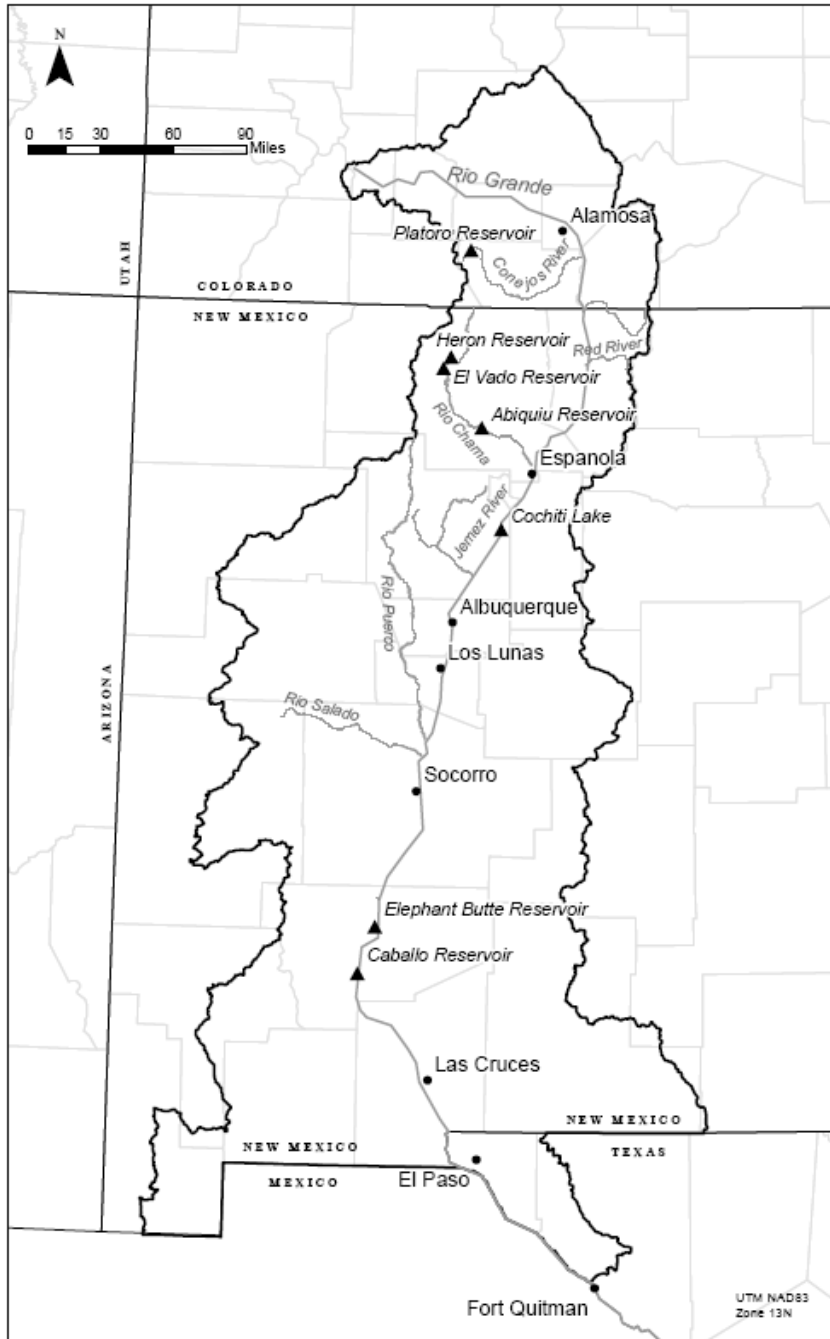 N
0 15 30 60 90
Miles
Rio Grande
Alamosa
Platoro Reservoir
Conejos River
UTAH
COLORADO
NEW MEXICO
Heron Reservoir
Red River
El Vado Reservoir
Abiquiu Reservoir
Rio Chama
Espanola
Jemez River
Cochiti Lake
Rio Puerco
Albuquerque
Los Lunas
ARIZONA
Rio Salado
Socorro
Elephant Butte Reservoir
Caballo Reservoir
Las Cruces
NEW MEXICO
TEXAS
NEW MEXICO
MEXICO
El Paso
Fort Quitman
UTM NAD83
Zone 13N